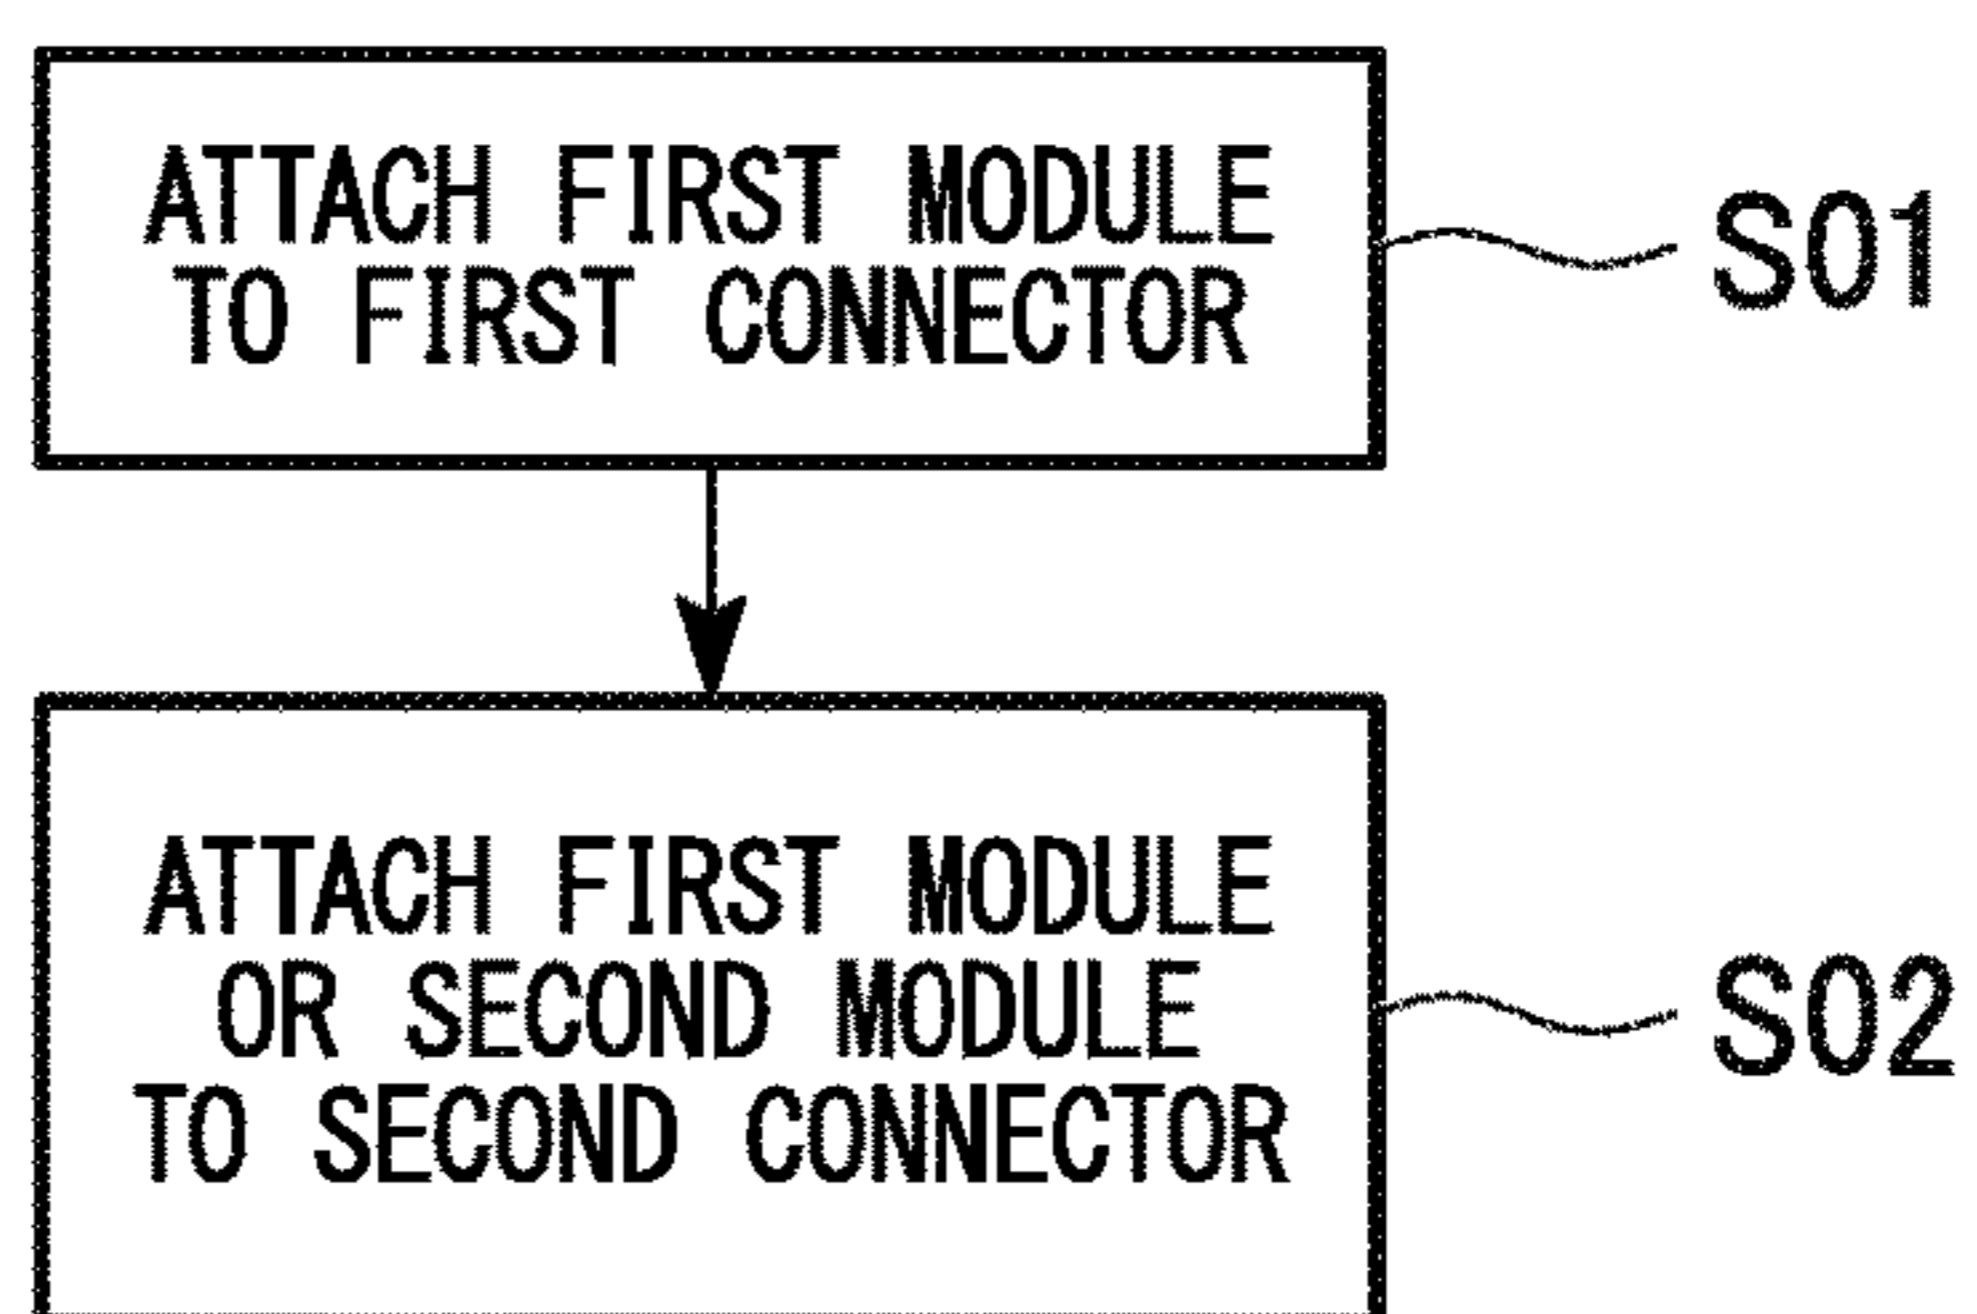 ATTACH FIRST MODULE
TO FIRST CONNECTOR
S01
ATTACH FIRST MODULE
OR SECOND MODULE
TO SECOND CONNECTOR
S02